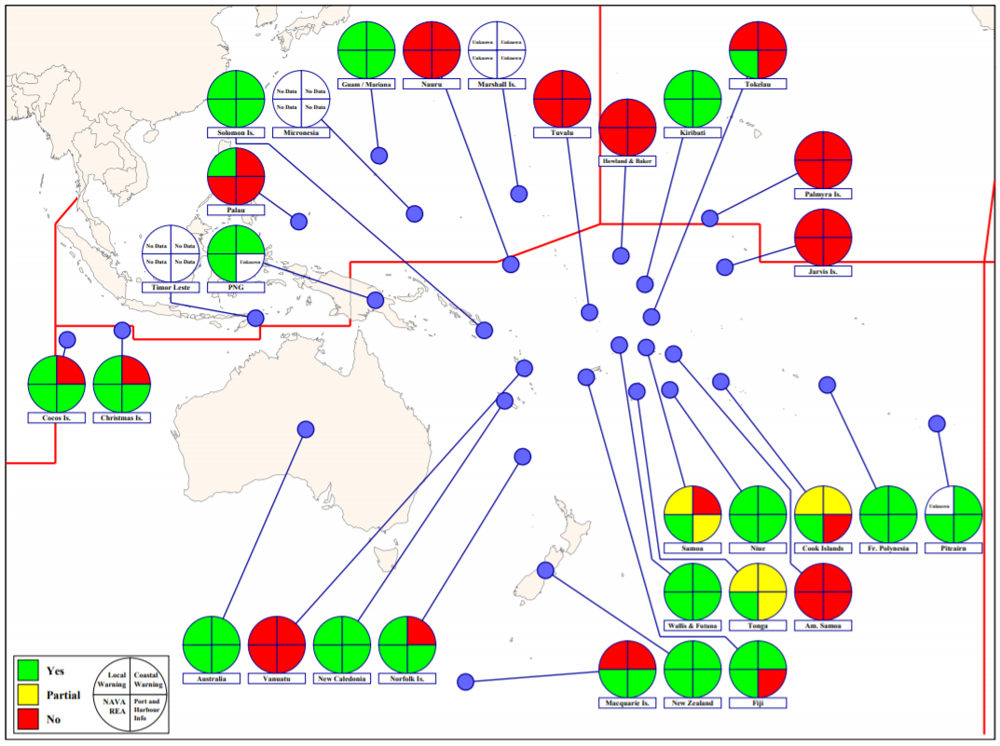 Guam / Mariana
Nauru
Unknown
Unknown
Unknown
Unknown
Marshall Is.
Tokelau
Solomon Is.
No Data
No Data
No Data
No Data
Micronesia
Tuvalu
Howland & Baker
Kiribati
Palmyra Is.
Palau
No Data
No Data
No Data
No Data
Timor Leste
Unknown
PNG
Jarvis Is.
Cocos Is.
Christmas Is.
Samoa
Niue
Cook Islands
Fr. Polynesia
Unknown
Pitcairn
Wallis & Futuna
Tonga
Am. Samoa
Australia
Vanuatu
New Caledonia
Norfolk Is.
Macquarie Is.
New Zealand
Fiji
Yes
Partial
No
Local
Warning
Coastal
Warning
NAVA
REA
Port and
Harbour
Info